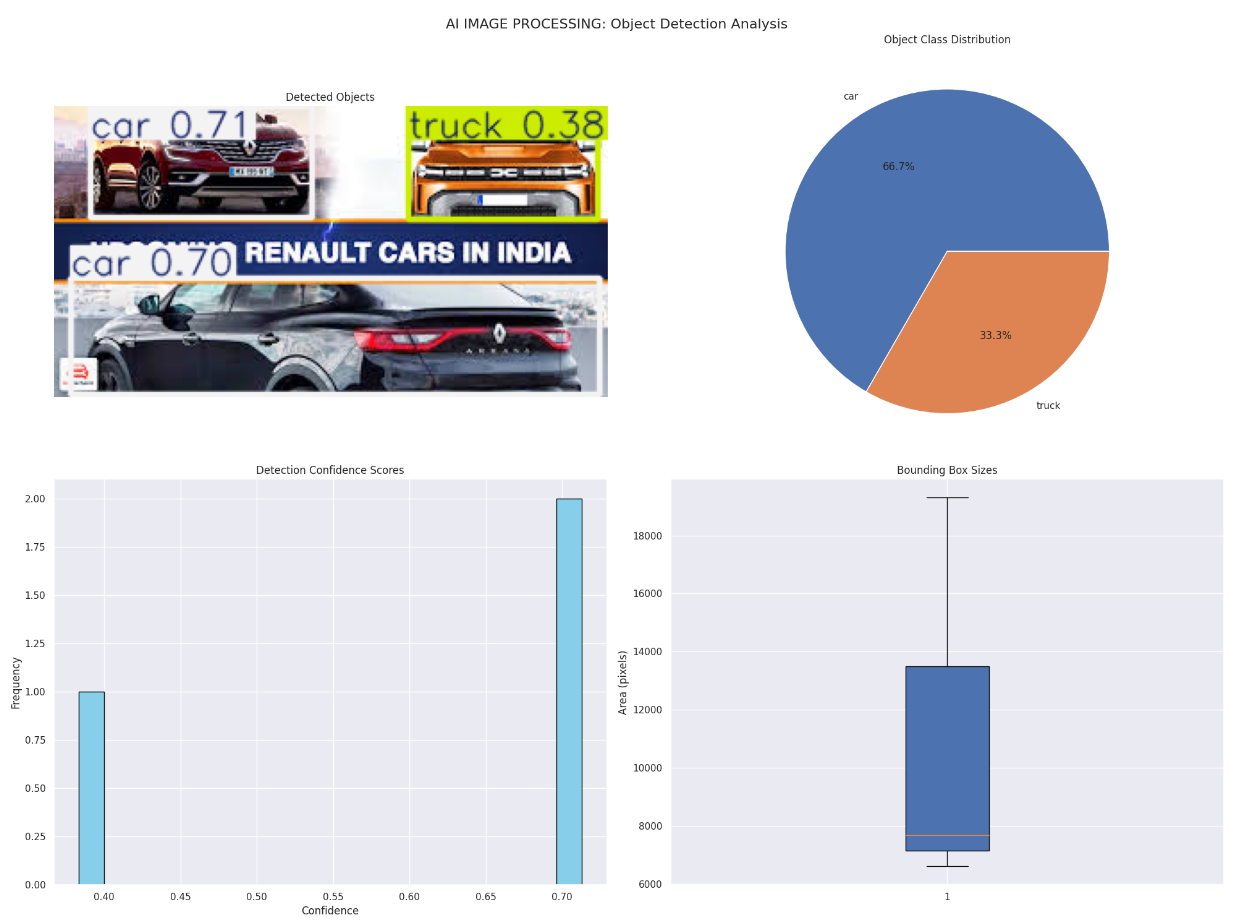 AI IMAGE PROCESSING: Object Detection Analysis
Detected Objects
car 0.71
truck 0.38
RENAULT CARS IN INDIA
car 0.70
ARKANA
Object Class Distribution
car
66.7%
33.3%
truck
Detection Confidence Scores
Frequency
2.00
1.75
1.50
1.25
1.00
0.75
0.50
0.25
0.00
0.40 0.45 0.50 0.55 0.60 0.65 0.70
Confidence
Bounding Box Sizes
Area (pixels)
18000
16000
14000
12000
10000
8000
6000
1